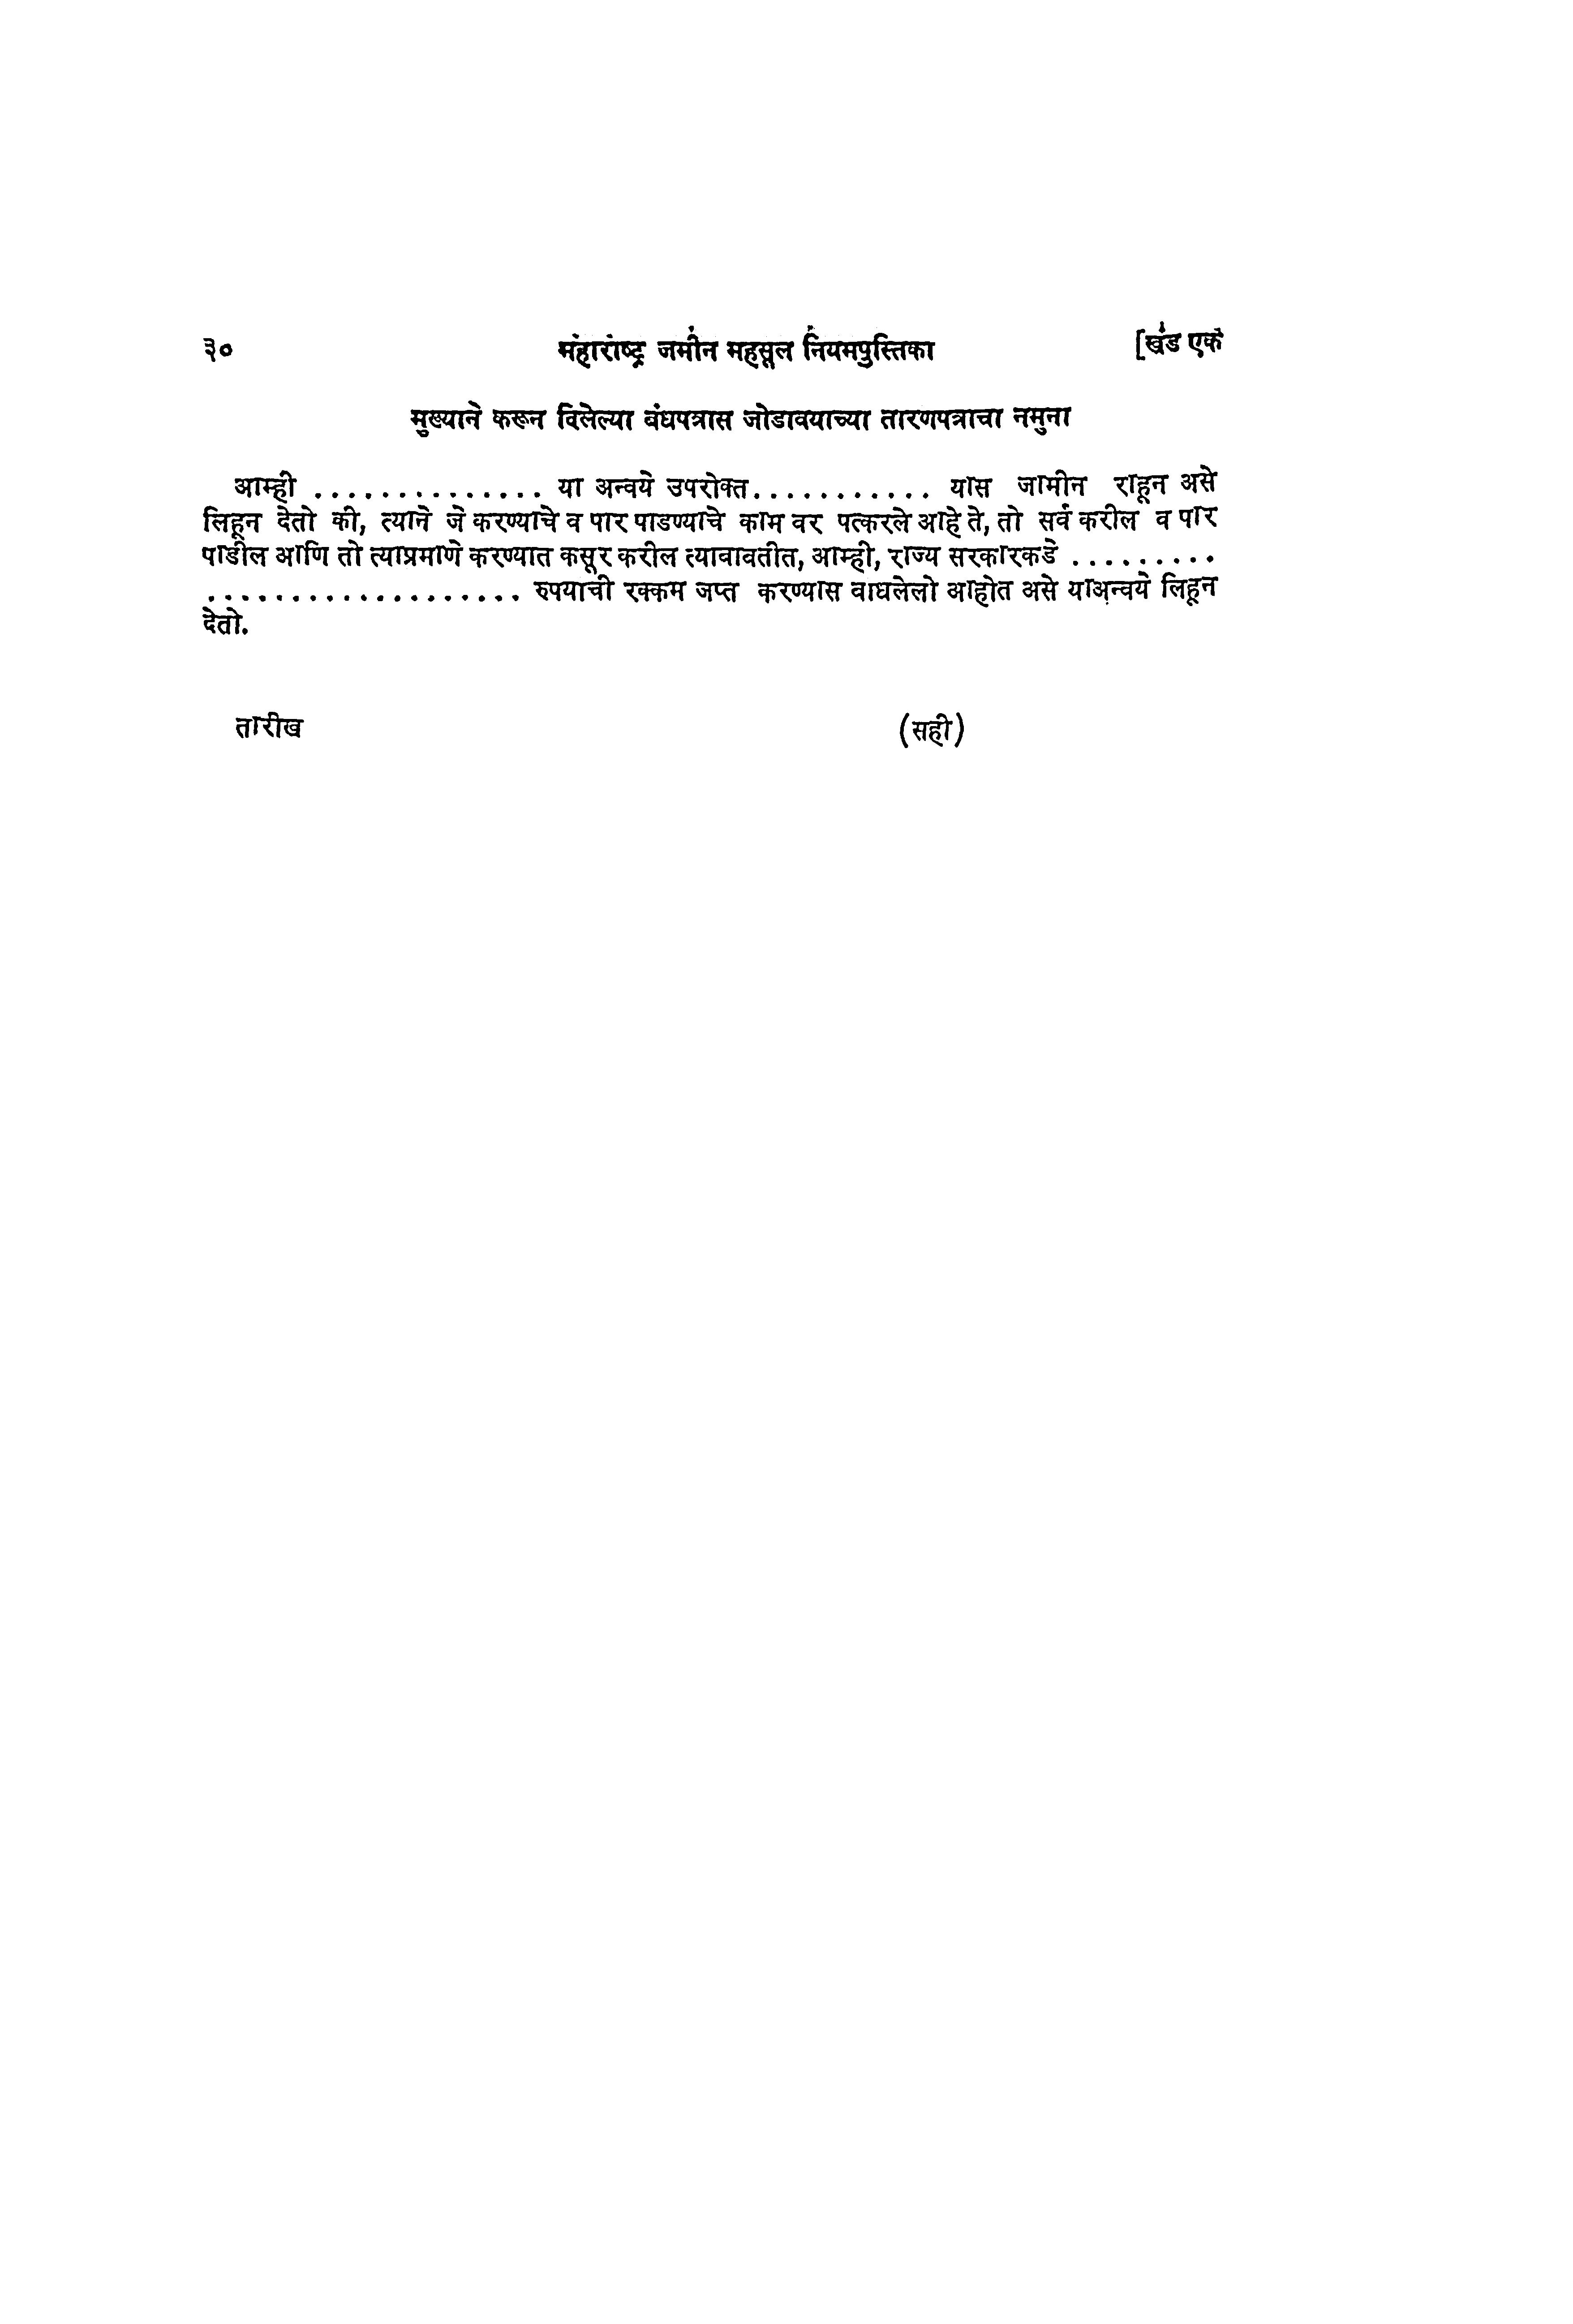 ३० महाराष्ट्र जमीन महसूल नियमपुस्तिका [खंड एक
मुख्याने करून दिलेल्या बंधपत्रास जोडावयाच्या तारणपत्राचा नमुना
आम्ही .............. या अन्वये उपरोक्त........... यास जामीन राहून असे
लिहून देतो की, त्याने जे करण्याचे व पार पाडण्याचे काम वर पत्करले आहे ते, तो सर्व करील व पार
पाडील आणि तो त्याप्रमाणे करण्यात कसूर करील त्याबाबतीत, आम्ही, राज्य सरकारकडे .........
................... रुपयाची रक्कम जप्त करण्यास बाधलेलो आहोत असे याअन्वये लिहून
देतो.
तारीख (सही)